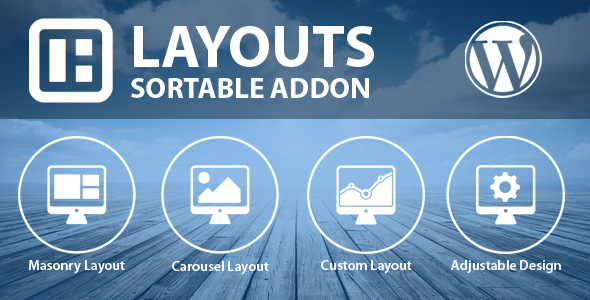 LAYOUTS
SORTABLE ADDON
Masonry Layout
Carousel Layout
Custom Layout
Adjustable Design